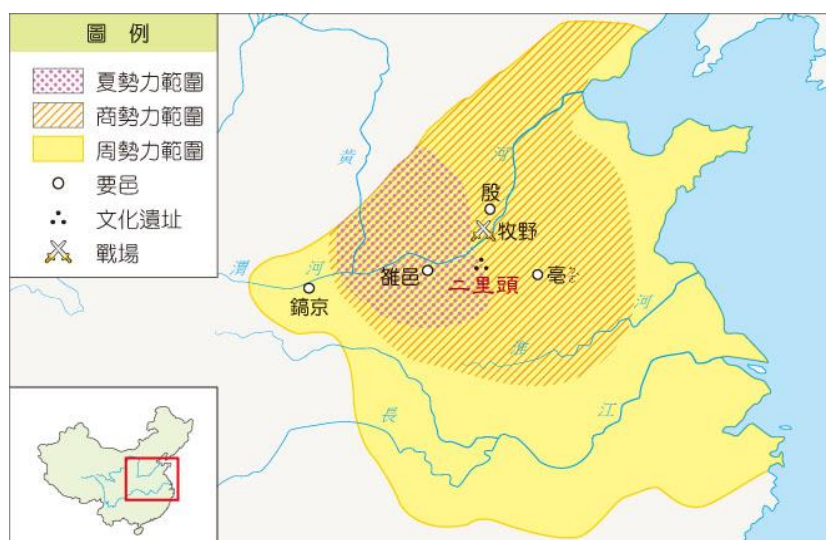 圖 例
夏勢力範圍
商勢力範圍
周勢力範圍
要邑
文化遺址
戰場
黃
河
殷
牧野
渭
河
雒邑
二里頭
亳
鎬京
淮
河
長
江